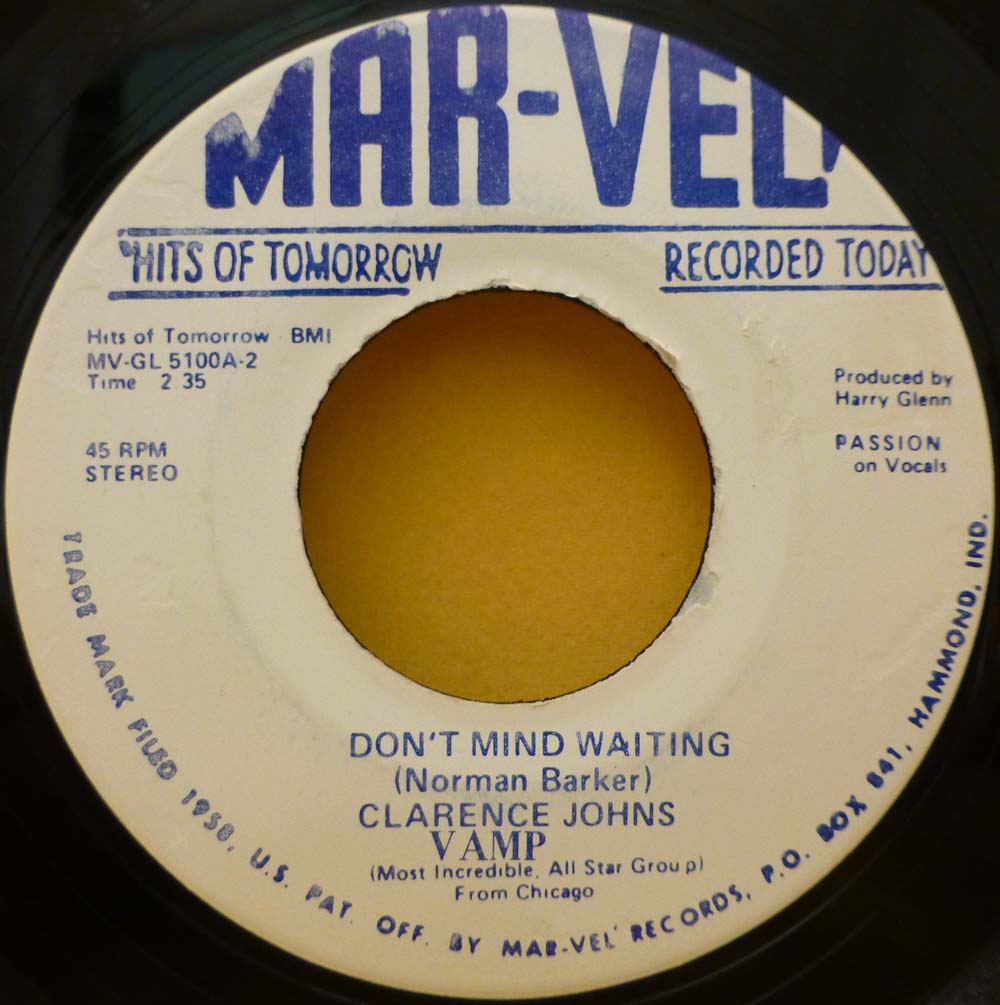 MAR-VEL'
"HITS OF TOMORROW
RECORDED TODAY
Hits of Tomorrow · BMI
MV-GL 5100A-2
Time 2 35
45 RPM
STEREO
Produced by
Harry Glenn
PASSION
on Vocals
DON'T MIND WAITING
(Norman Barker)
CLARENCE JOHNS
VAMP
(Most Incredible, All Star Group)
From Chicago
TRADE MARK FILED 1958, U.S. PAT. OFF. BY MAR-VEL' RECORDS, P.O. BOX 841, HAMMOND, IND.